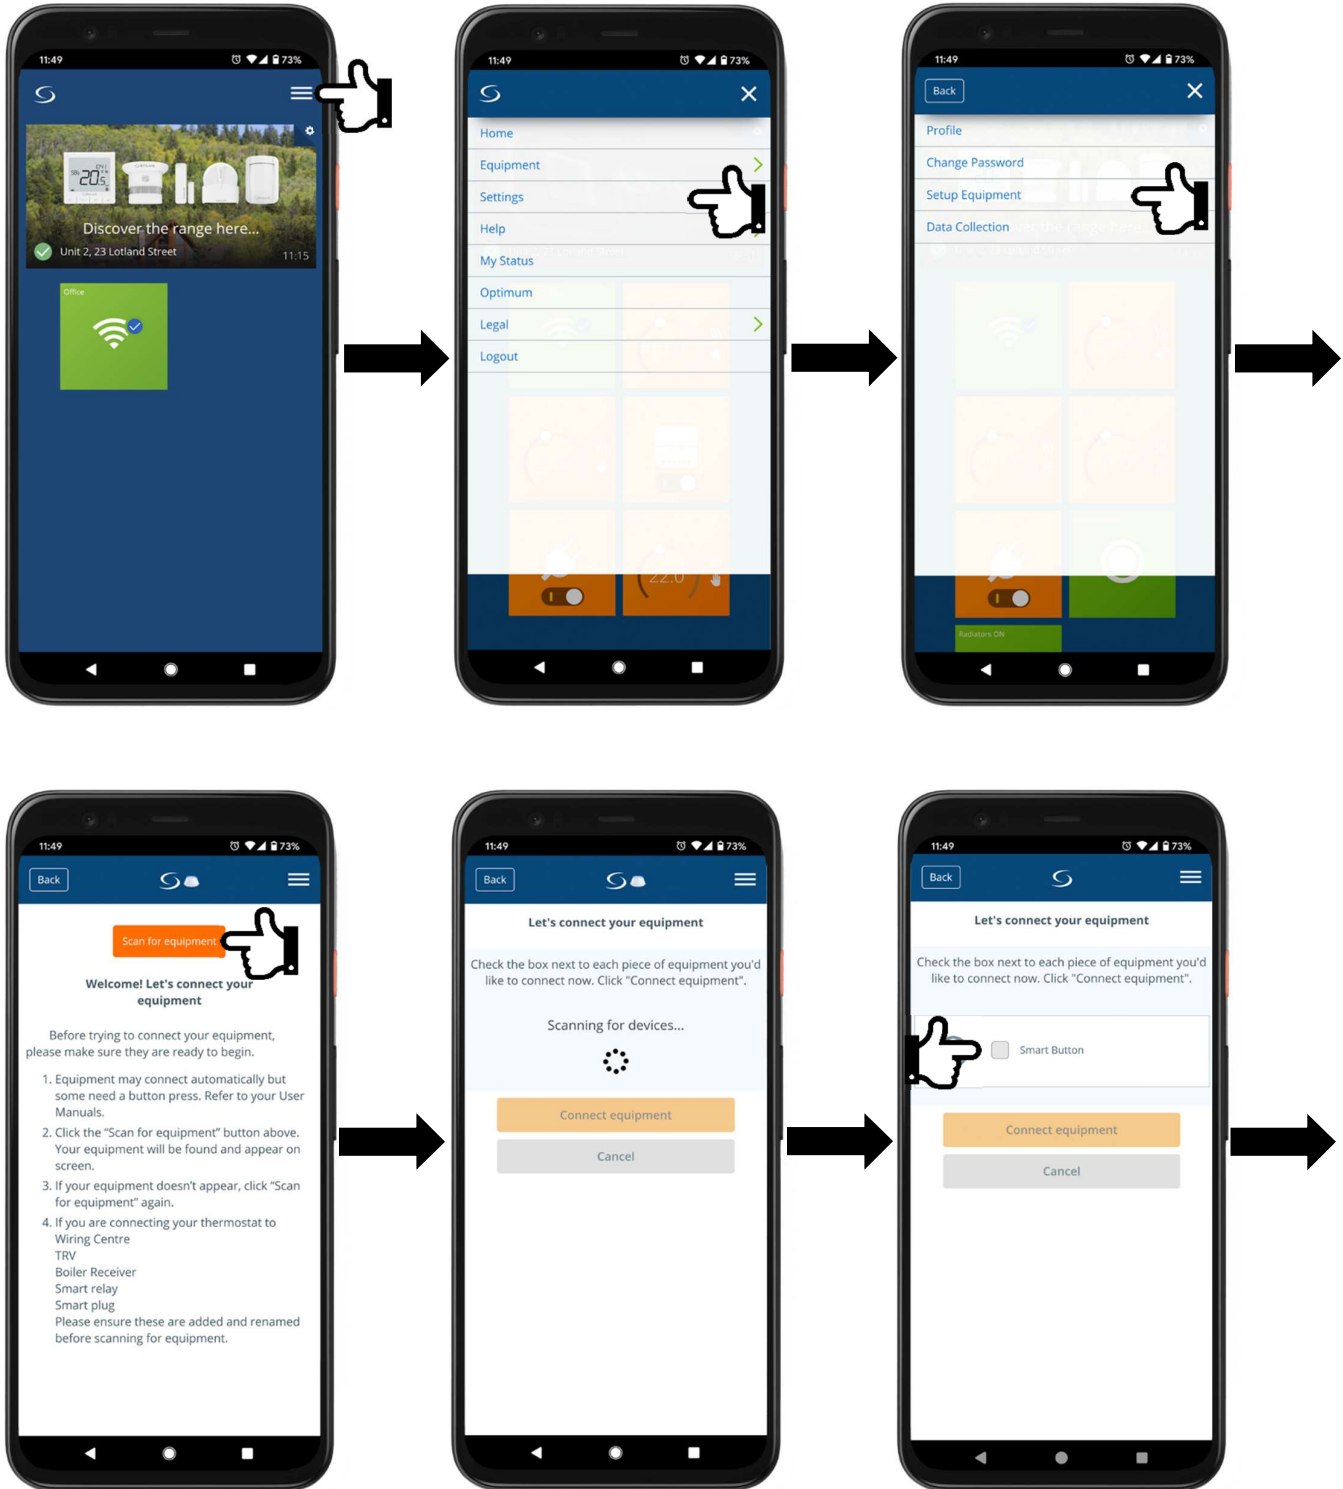 11:49
73%
Discover the range here...
Unit 2, 23 Lotland Street
11:15
Office
11:49
73%
Home
Equipment
Settings
Help
My Status
Optimum
Legal
Logout
22.0
11:49
73%
Back
Profile
Change Password
Setup Equipment
Data Collection
Radiators ON
11:49
73%
Back
Scan for equipment
Welcome! Let's connect your
equipment
Before trying to connect your equipment,
please make sure they are ready to begin.
1. Equipment may connect automatically but
some need a button press. Refer to your User
Manuals.
2. Click the “Scan for equipment” button above.
Your equipment will be found and appear on
screen.
3. If your equipment doesn’t appear, click “Scan
for equipment” again.
4. If you are connecting your thermostat to
Wiring Centre
TRV
Boiler Receiver
Smart relay
Smart plug
Please ensure these are added and renamed
before scanning for equipment.
11:49
73%
Back
Let's connect your equipment
Check the box next to each piece of equipment you'd
like to connect now. Click "Connect equipment".
Scanning for devices...
Connect equipment
Cancel
11:49
73%
Back
Let's connect your equipment
Check the box next to each piece of equipment you'd
like to connect now. Click "Connect equipment".
Smart Button
Connect equipment
Cancel